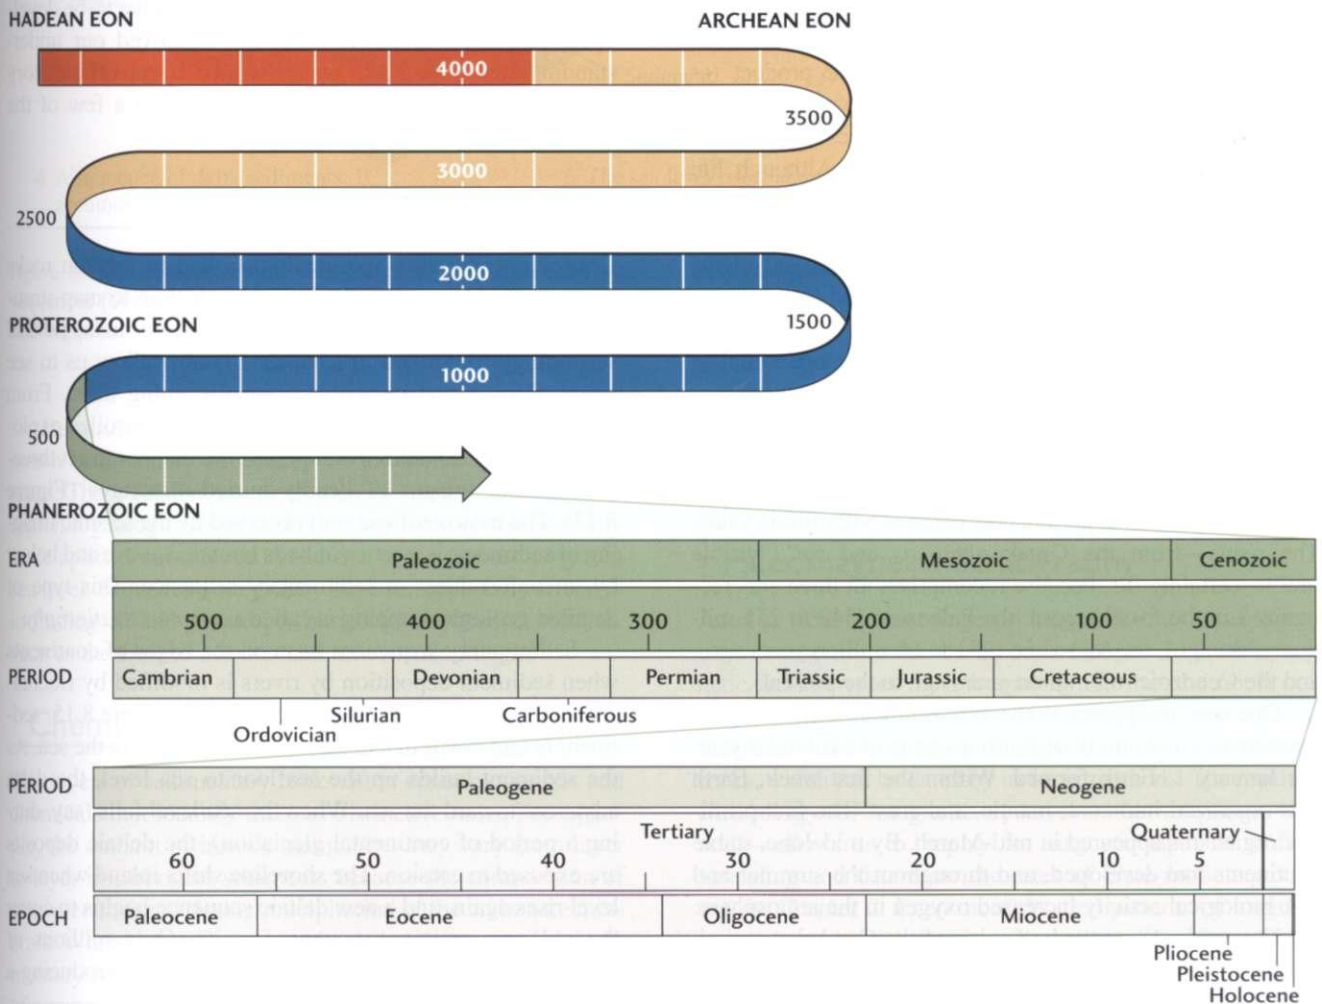 HADEAN EON ARCHEAN EON
4000
3500
3000
2500
2000
PROTEROZOIC EON 1500
1000
500
PHANEROZOIC EON
ERA Paleozoic Mesozoic Cenozoic
500 400 300 200 100 50
PERIOD Cambrian Devonian Permian Triassic Jurassic Cretaceous
Silurian Carboniferous
Ordovician
PERIOD Paleogene Neogene
Tertiary Quaternary
60 50 40 30 20 10 5
EPOCH Paleocene Eocene Oligocene Miocene
Pliocene
Pleistocene
Holocene